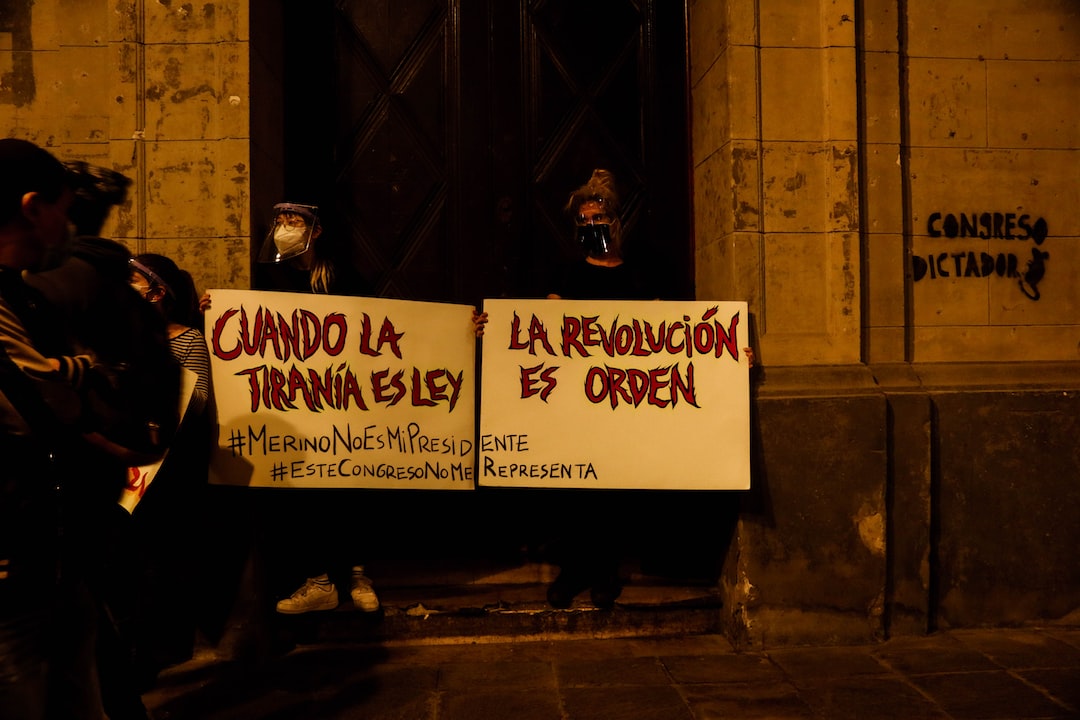 CUANDO LA
TIRANÍA ES LEY
#MERINONOESMIPRESIDENTE
#ESTECONGRESONOMEREPRESENTA
LA REVOLUCIÓN
ES ORDEN
CONGRESO
DICTADOR